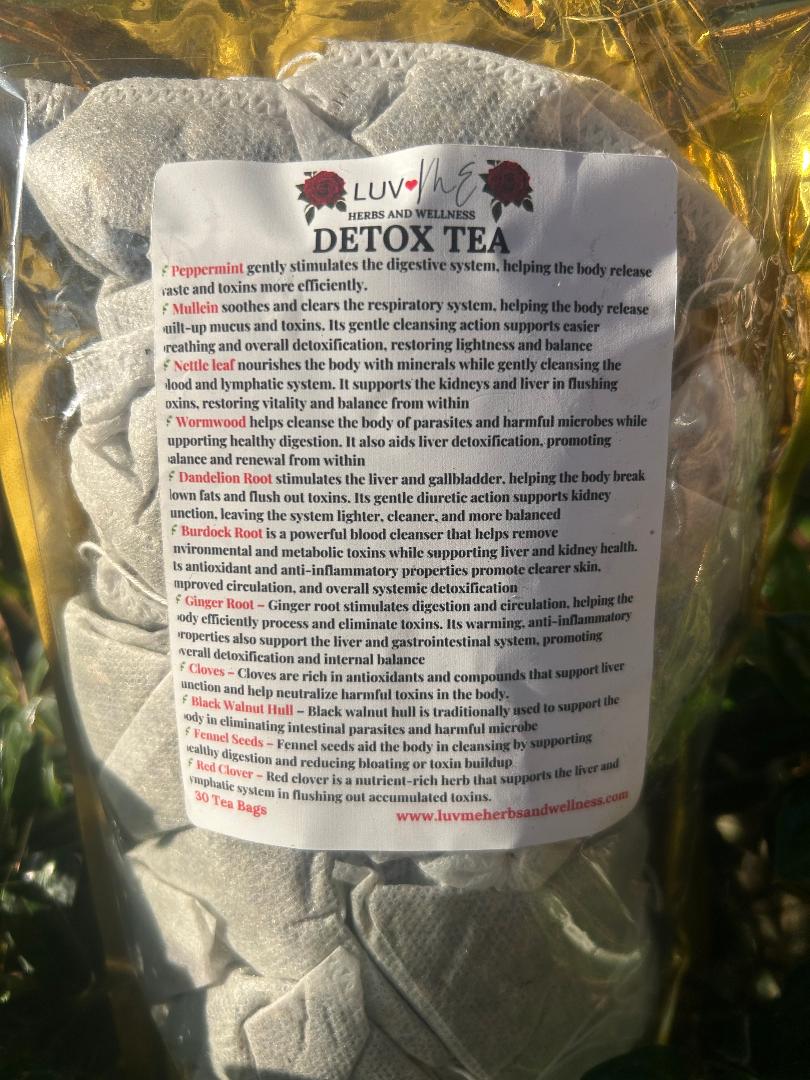 LUV ME
HERBS AND WELLNESS
DETOX TEA
Peppermint gently stimulates the digestive system, helping the body release
aste and toxins more efficiently.
Mullein soothes and clears the respiratory system, helping the body release
uilt-up mucus and toxins. Its gentle cleansing action supports easier
reathing and overall detoxification, restoring lightness and balance
Nettle leaf nourishes the body with minerals while gently cleansing the
lood and lymphatic system. It supports the kidneys and liver in flushing
oxins, restoring vitality and balance from within
Wormwood helps cleanse the body of parasites and harmful microbes while
upporting healthy digestion. It also aids liver detoxification, promoting
alance and renewal from within
Dandelion Root stimulates the liver and gallbladder, helping the body break
lown fats and flush out toxins. Its gentle diuretic action supports kidney
unction, leaving the system lighter, cleaner, and more balanced
Burdock Root is a powerful blood cleanser that helps remove
nvironmental and metabolic toxins while supporting liver and kidney health.
ts antioxidant and anti-inflammatory properties promote clearer skin,
mproved circulation, and overall systemic detoxification
Ginger Root – Ginger root stimulates digestion and circulation, helping the
ody efficiently process and eliminate toxins. Its warming, anti-inflammatory
roperties also support the liver and gastrointestinal system, promoting
verall detoxification and internal balance
Cloves – Cloves are rich in antioxidants and compounds that support liver
unction and help neutralize harmful toxins in the body.
Black Walnut Hull – Black walnut hull is traditionally used to support the
ody in eliminating intestinal parasites and harmful microbe
Fennel Seeds – Fennel seeds aid the body in cleansing by supporting
ealthy digestion and reducing bloating or toxin buildup
Red Clover – Red clover is a nutrient-rich herb that supports the liver and
ymphatic system in flushing out accumulated toxins.
30 Tea Bags
www.luvmeherbsandwellness.com